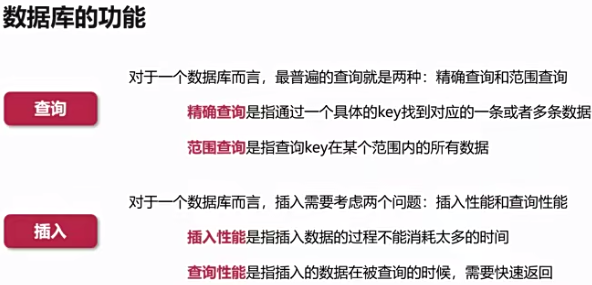 数据库的功能
对于一个数据库而言，最普遍的查询就是两种：精确查询和范围查询
查询
精确查询是指通过一个具体的key找到对应的一条或者多条数据
范围查询是指查询key在某个范围内的所有数据
对于一个数据库而言，插入需要考虑两个问题：插入性能和查询性能
插入
插入性能是指插入数据的过程不能消耗太多的时间
查询性能是指插入的数据在被查询的时候，需要快速返回